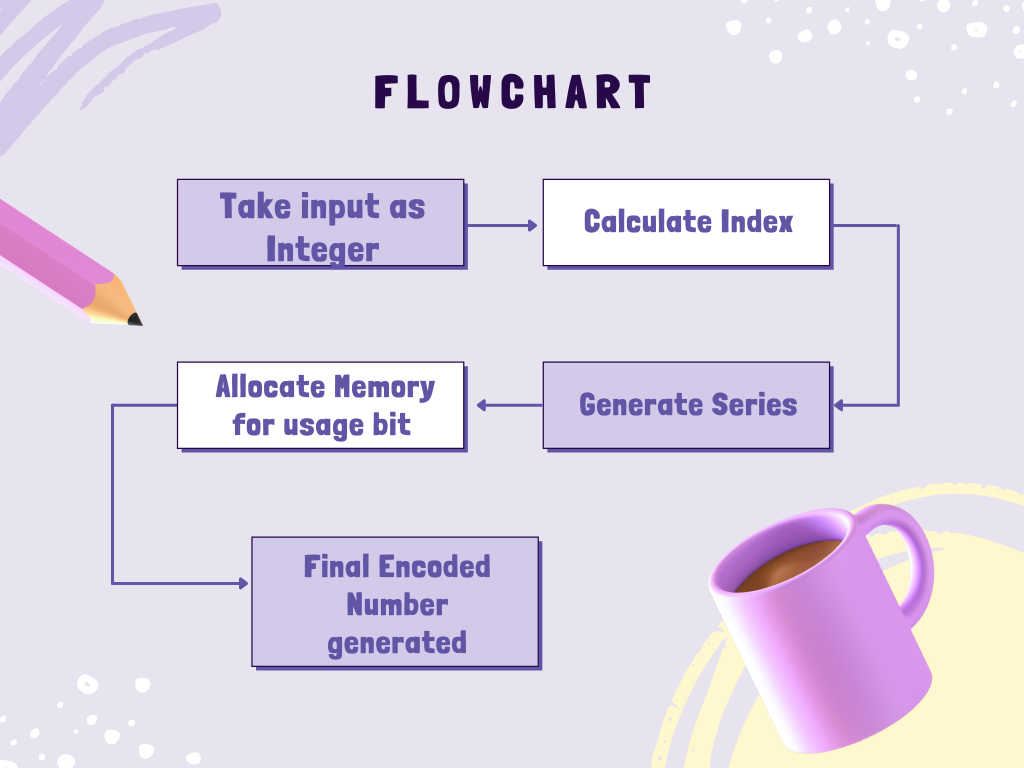 FLOWCHART
Take input as
Integer
Calculate Index
Allocate Memory
for usage bit
Generate Series
Final Encoded
Number
generated